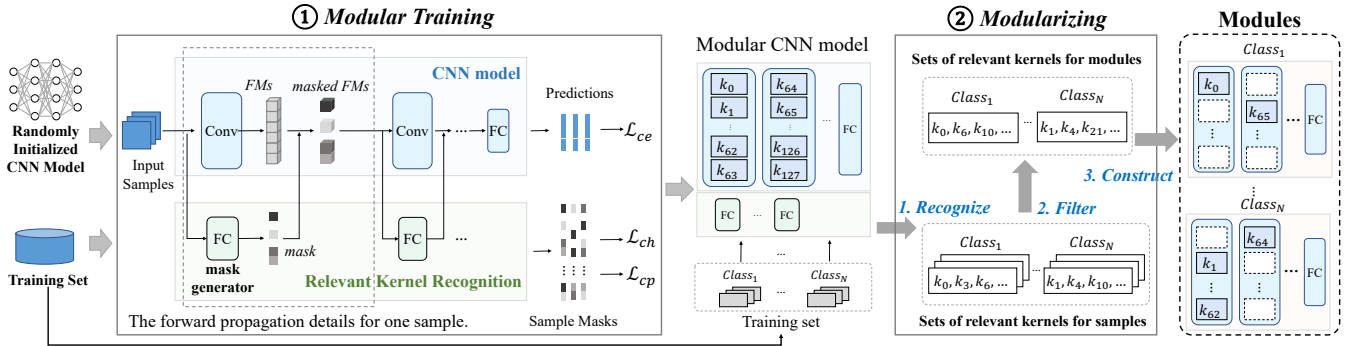 ① Modular Training
Randomly
Initialized
CNN Model
Training Set
Input
Samples
CNN model
FMs
masked FMs
Conv
Conv
...
FC
FC
mask
generator
mask
FC
...
Relevant Kernel Recognition
The forward propagation details for one sample.
Predictions
ℒce
ℒch
ℒcp
Sample Masks
Modular CNN model
k0
k1
k62
k63
k64
k65
k126
k127
...
FC
FC
...
FC
...
Class1
ClassN
...
Training set
② Modularizing
Sets of relevant kernels for modules
Class1
ClassN
k0, k6, k10, ...
...
k1, k4, k21, ...
1. Recognize
2. Filter
3. Construct
Class1
ClassN
k0, k3, k6, ...
...
k1, k4, k10, ...
Sets of relevant kernels for samples
Modules
Class1
k0
k65
...
FC
ClassN
k1
k62
k64
...
FC